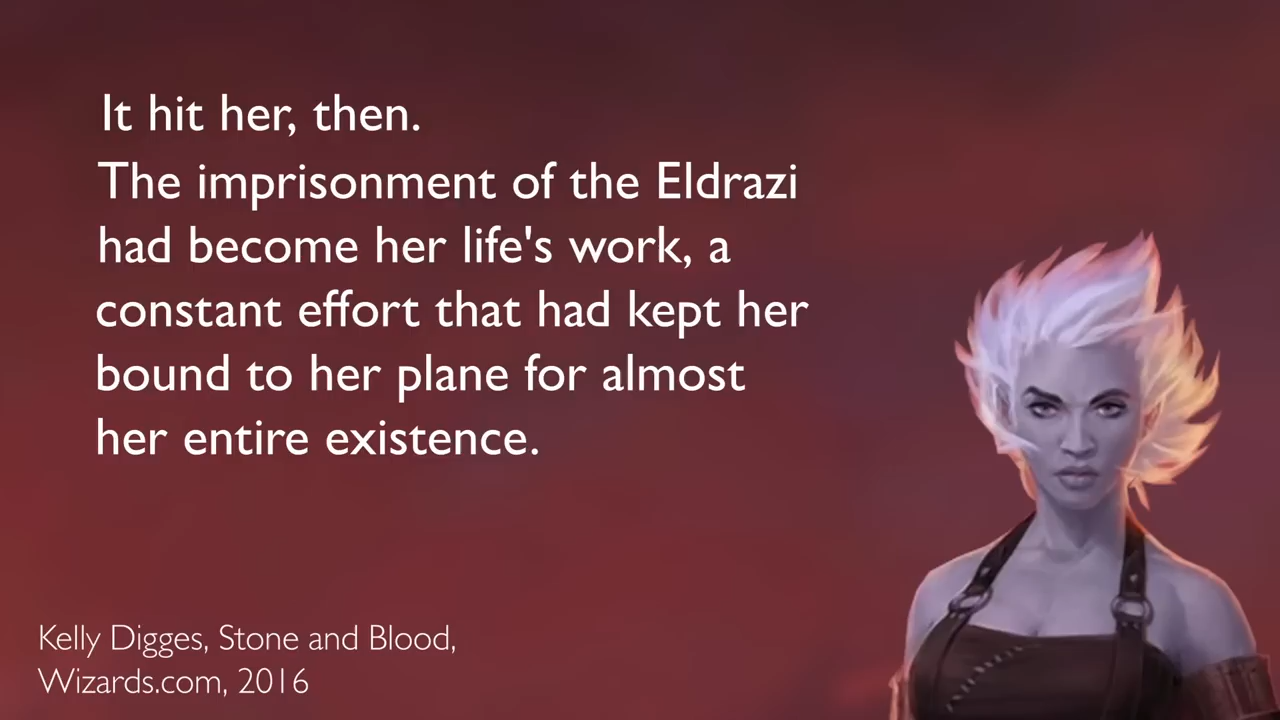 It hit her, then.
The imprisonment of the Eldrazi
had become her life's work, a
constant effort that had kept her
bound to her plane for almost
her entire existence.
Kelly Digges, Stone and Blood,
Wizards.com, 2016